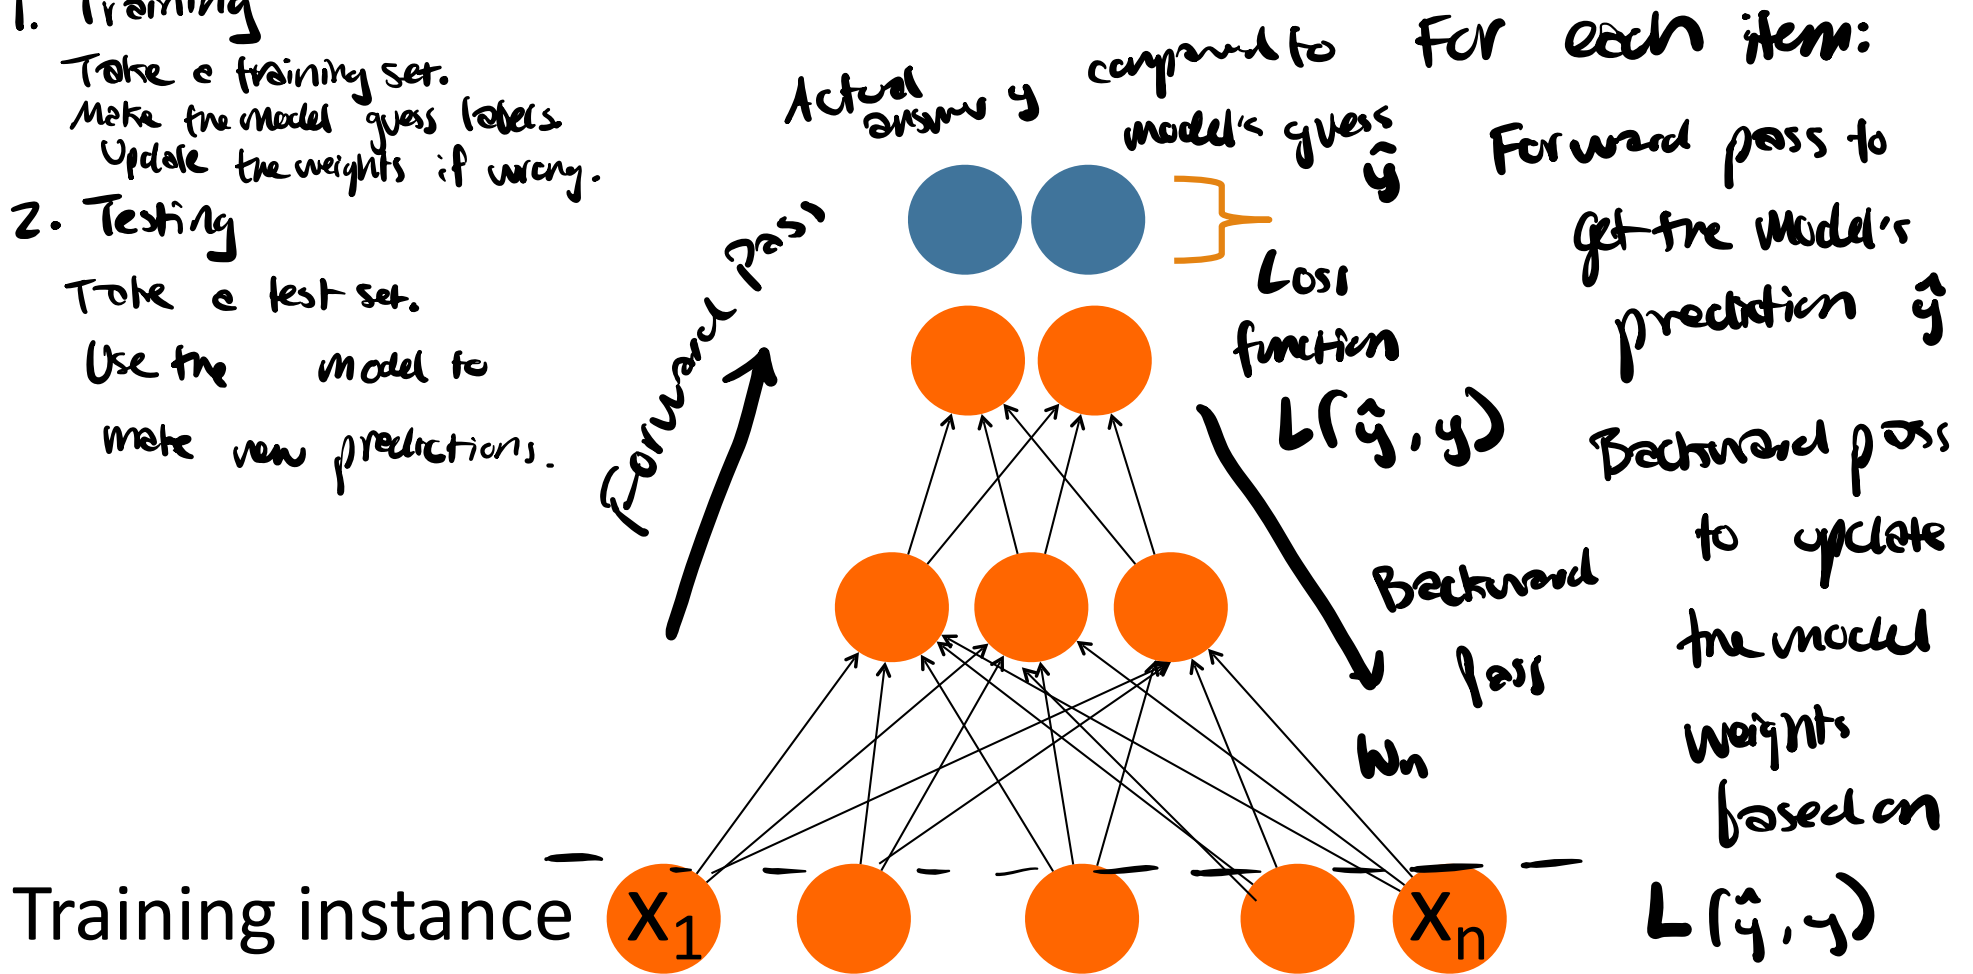 1. Training
Take a training set.
Make the model guess labels.
Update the weights if wrong.
2. Testing
Take a test set.
Use the model to
make new predictions.
Forward pass
Actual
answer y
compared to
model's guess
ŷ
Loss
function
L(ŷ, y)
Backward
Pass
Wn
For each item:
Forward pass to
get the model's
prediction ŷ
Backward pass
to update
the model
weights
based on
L(ŷ, y)
Training instance x₁ xₙ